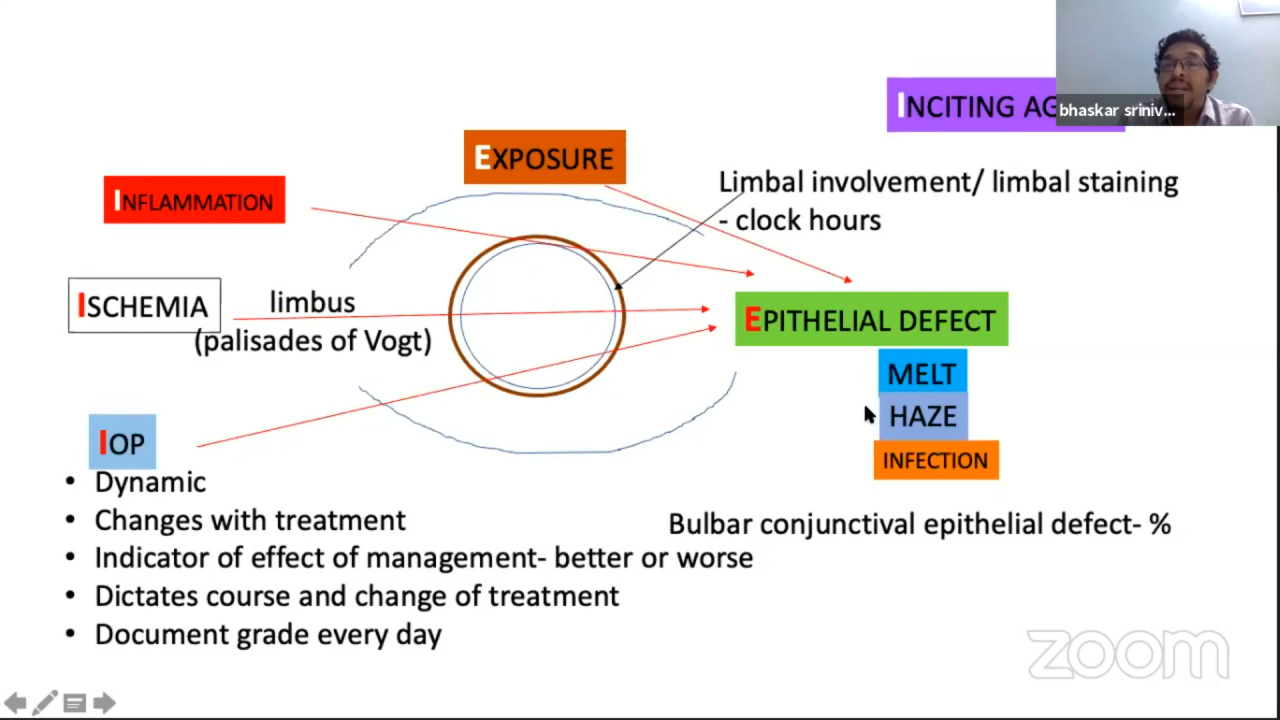 INCITING
bhaskar sriniv...
EXPOSURE
Limbal involvement/ limbal staining
- clock hours
INFLAMMATION
ISCHEMIA
limbus
(palisades of Vogt)
EPITHELIAL DEFECT
MELT
HAZE
INFECTION
IOP
• Dynamic
• Changes with treatment
• Indicator of effect of management- better or worse
• Dictates course and change of treatment
• Document grade every day
Bulbar conjunctival epithelial defect- %
zoom